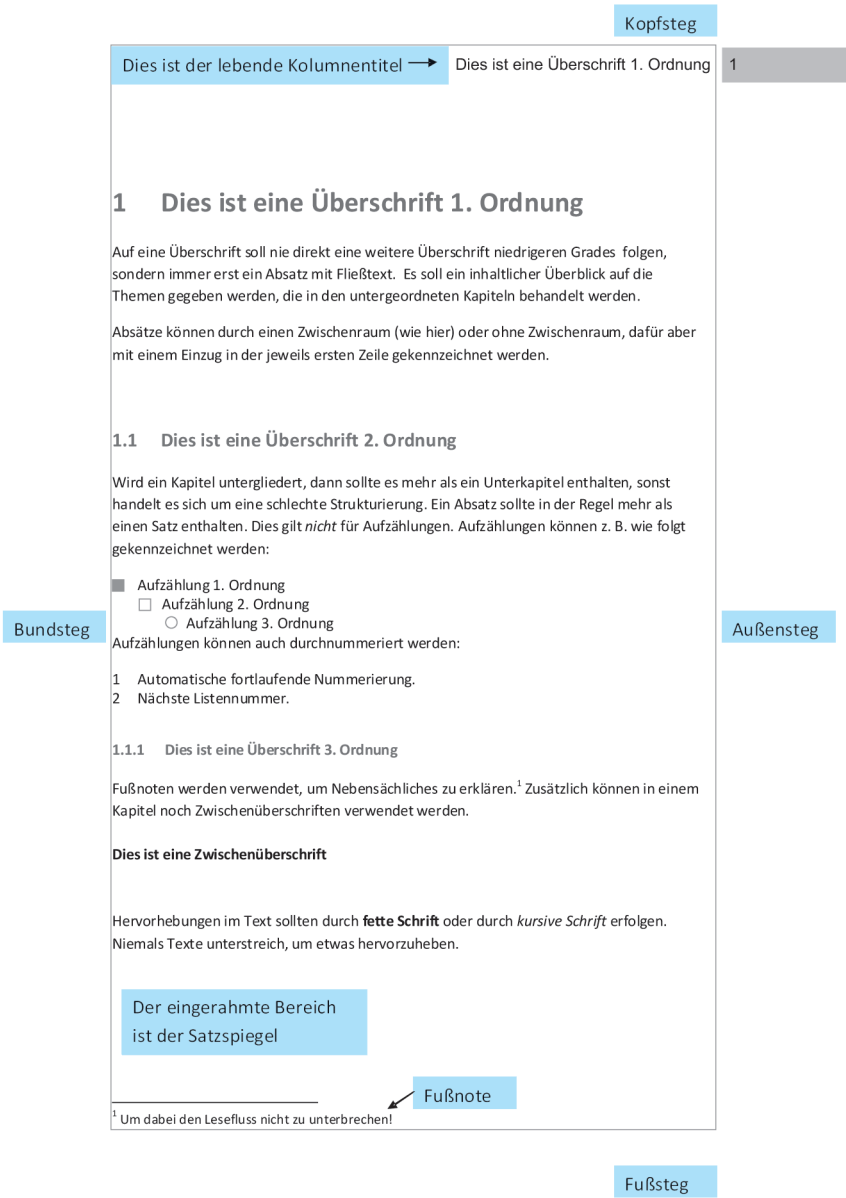 Kopfsteg
Dies ist der lebende Kolumnentitel Dies ist eine Überschrift 1. Ordnung 1
1 Dies ist eine Überschrift 1. Ordnung
Auf eine Überschrift soll nie direkt eine weitere Überschrift niedrigeren Grades folgen,
sondern immer erst ein Absatz mit Fließtext. Es soll ein inhaltlicher Überblick auf die
Themen gegeben werden, die in den untergeordneten Kapiteln behandelt werden.
Absätze können durch einen Zwischenraum (wie hier) oder ohne Zwischenraum, dafür aber
mit einem Einzug in der jeweils ersten Zeile gekennzeichnet werden.
1.1 Dies ist eine Überschrift 2. Ordnung
Wird ein Kapitel untergliedert, dann sollte es mehr als ein Unterkapitel enthalten, sonst
handelt es sich um eine schlechte Strukturierung. Ein Absatz sollte in der Regel mehr als
einen Satz enthalten. Dies gilt nicht für Aufzählungen. Aufzählungen können z. B. wie folgt
gekennzeichnet werden:
Aufzählung 1. Ordnung
Aufzählung 2. Ordnung
Aufzählung 3. Ordnung
Bundsteg
Außensteg
Aufzählungen können auch durchnummeriert werden:
1 Automatische fortlaufende Nummerierung.
2 Nächste Listennummer.
1.1.1 Dies ist eine Überschrift 3. Ordnung
Fußnoten werden verwendet, um Nebensächliches zu erklären.¹ Zusätzlich können in einem
Kapitel noch Zwischenüberschriften verwendet werden.
Dies ist eine Zwischenüberschrift
Hervorhebungen im Text sollten durch fette Schrift oder durch kursive Schrift erfolgen.
Niemals Texte unterstreich, um etwas hervorzuheben.
Der eingerahmte Bereich
ist der Satzspiegel
Fußnote
¹ Um dabei den Lesefluss nicht zu unterbrechen!
Fußsteg